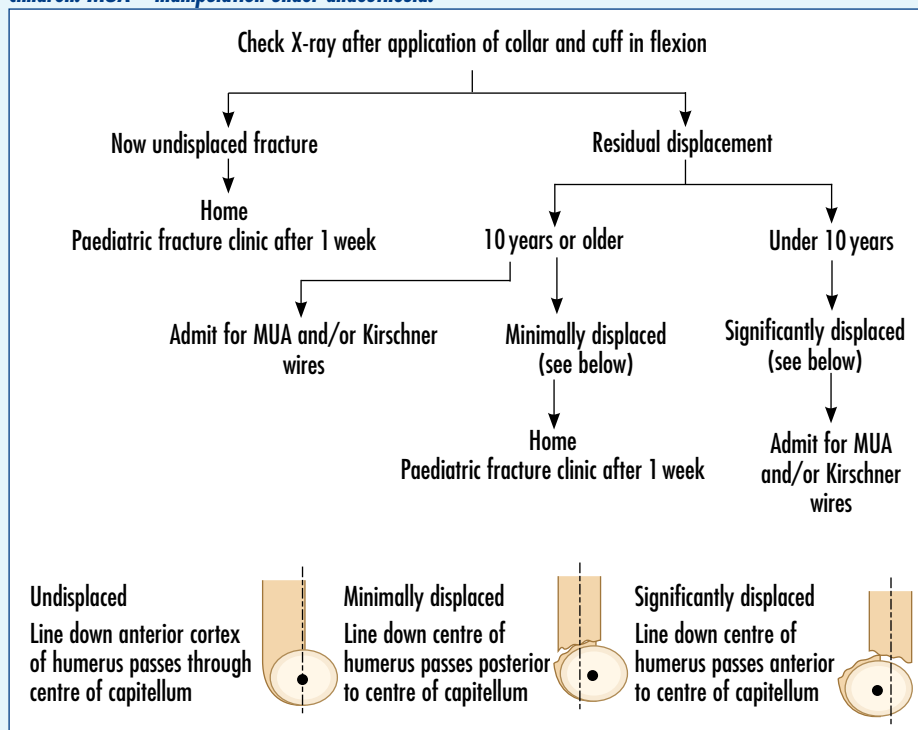 children. MUA – manipulation under anaesthesia.
Check X-ray after application of collar and cuff in flexion
Now undisplaced fracture
Residual displacement
Home
Paediatric fracture clinic after 1 week
10 years or older
Under 10 years
Admit for MUA and/or Kirschner
wires
Minimally displaced
(see below)
Significantly displaced
(see below)
Home
Paediatric fracture clinic after 1 week
Admit for MUA
and/or Kirschner
wires
Undisplaced
Line down anterior cortex
of humerus passes through
centre of capitellum
Minimally displaced
Line down centre of
humerus passes posterior
to centre of capitellum
Significantly displaced
Line down centre of
humerus passes anterior
to centre of capitellum